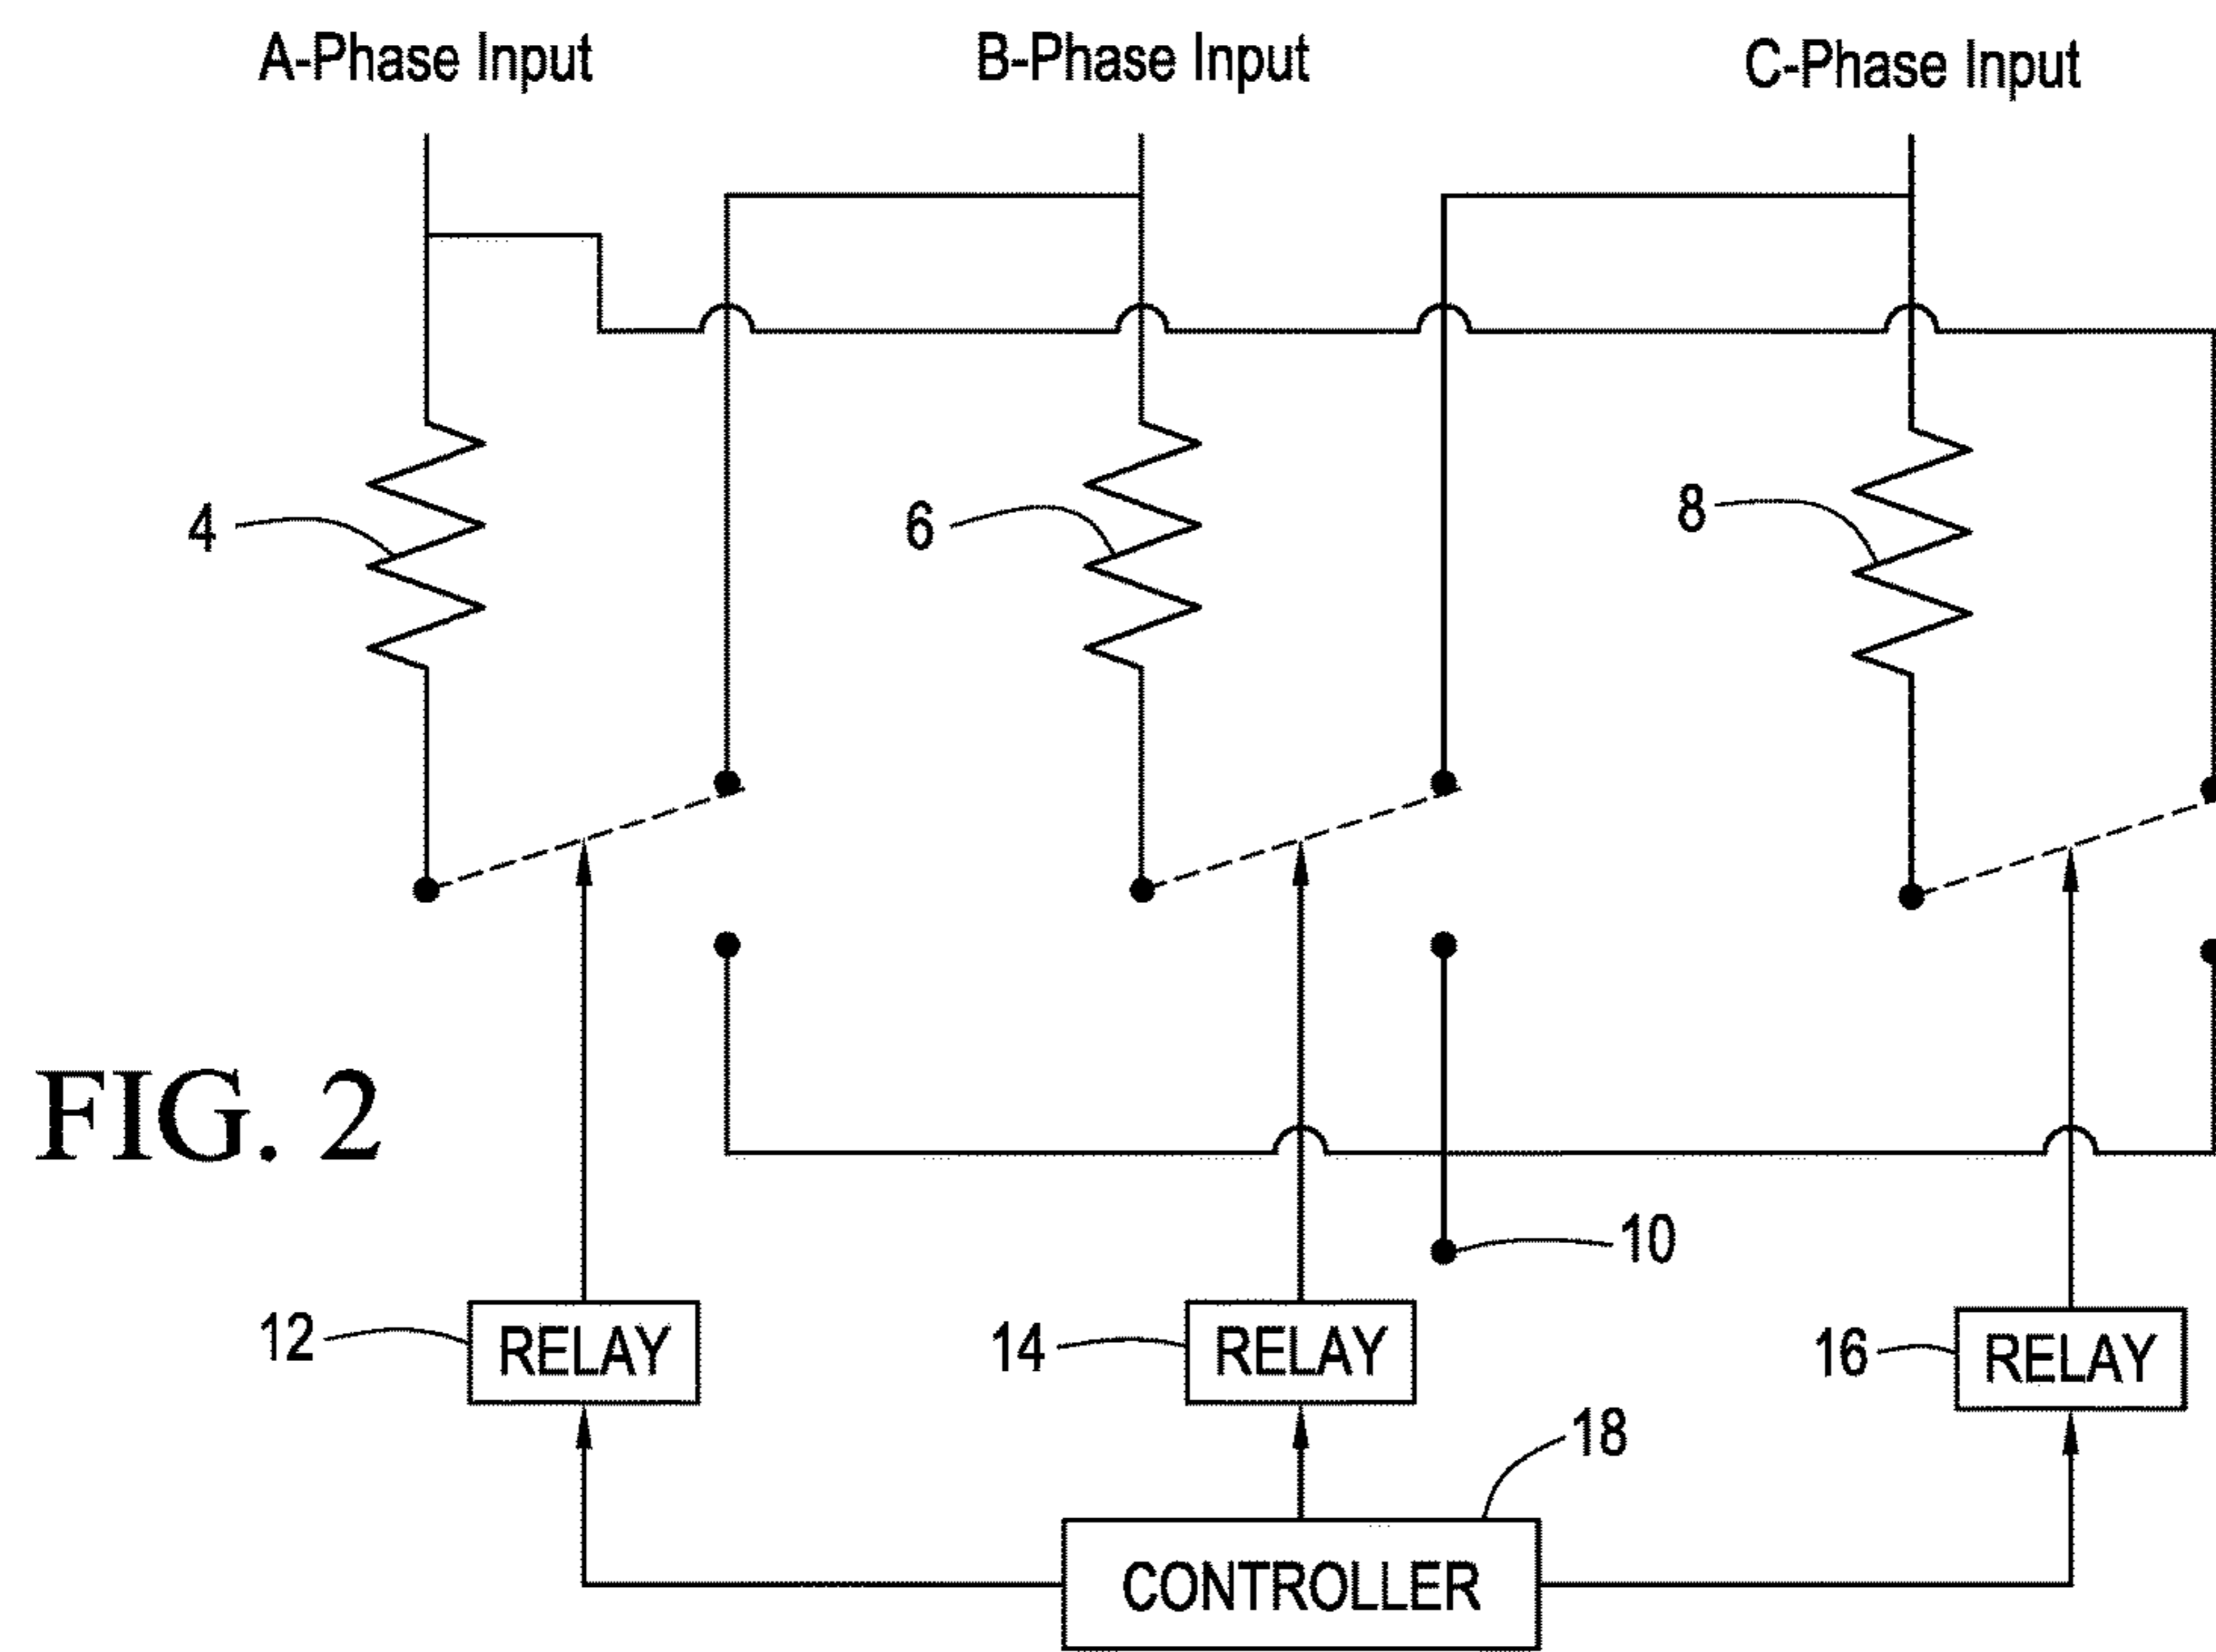 A-Phase Input
B-Phase Input
C-Phase Input
4
6
8
FIG. 2
10
12
RELAY
14
RELAY
16
RELAY
18
CONTROLLER